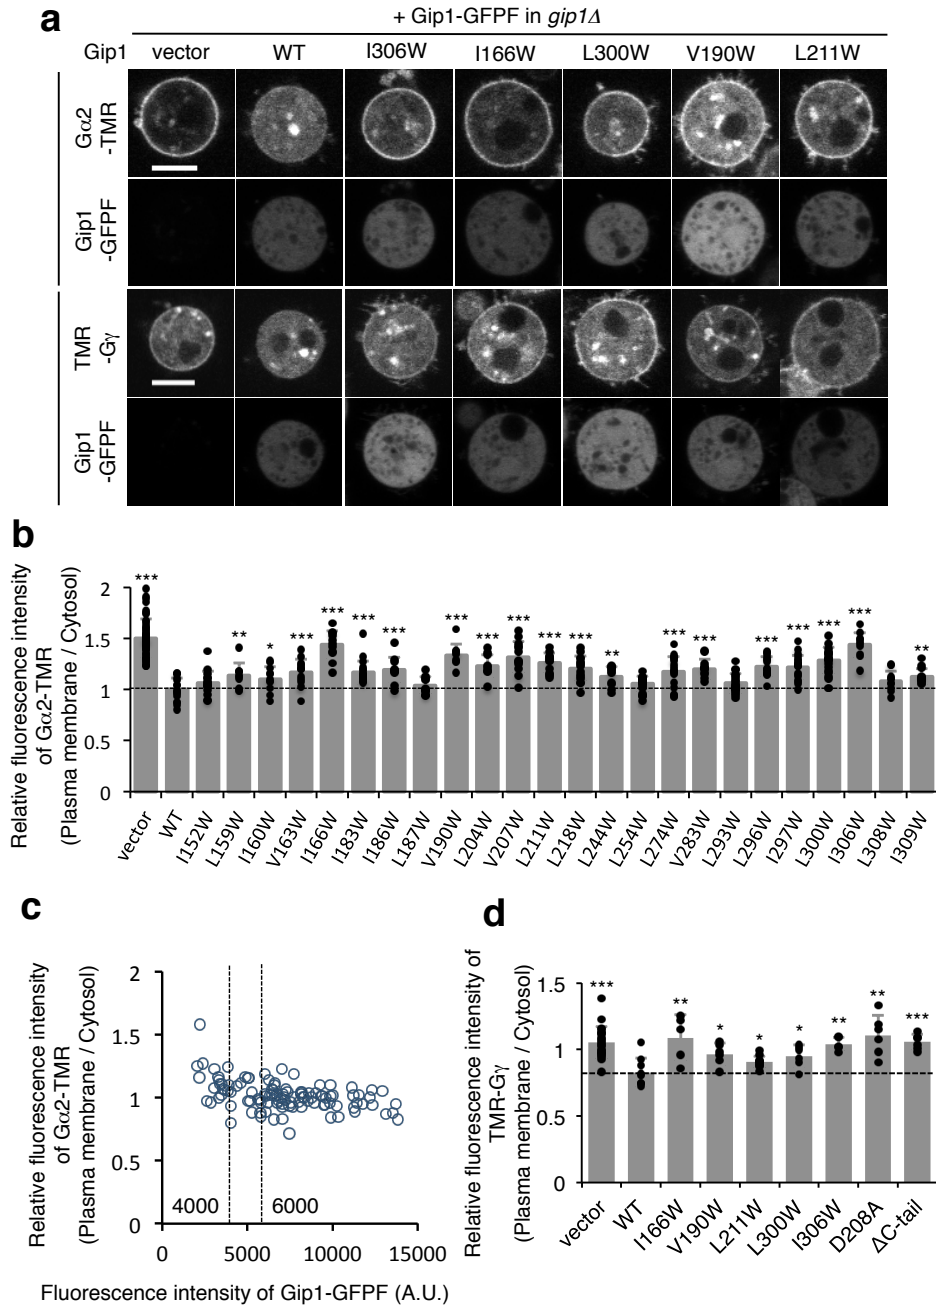 a
+ Gip1-GFPF in gip1Δ
Gip1 vector WT I306W I166W L300W V190W L211W
Gα2
-TMR
Gip1
-GFPF
TMR
-Gγ
Gip1
-GFPF
b
Relative fluorescence intensity
of Gα2-TMR
(Plasma membrane / Cytosol)
2
1.5
1
0.5
0
*** ** * *** *** *** *** *** *** *** *** *** ** *** *** *** *** *** *** **
vector WT I152W L159W I160W V163W I166W I183W I186W L187W V190W L204W V207W L211W L218W L244W L254W L274W V283W L293W L296W I297W L300W I306W L308W I309W
c
Relative fluorescence intensity
of Gα2-TMR
(Plasma membrane / Cytosol)
2
1.5
1
0.5
0
4000 6000
0 5000 10000 15000
Fluorescence intensity of Gip1-GFPF (A.U.)
d
Relative fluorescence intensity of
TMR-Gγ
(Plasma membrane / Cytosol)
1.5
1
0.5
0
*** ** * * * ** ** ***
vector WT I166W V190W L211W L300W I306W D208A ΔC-tail